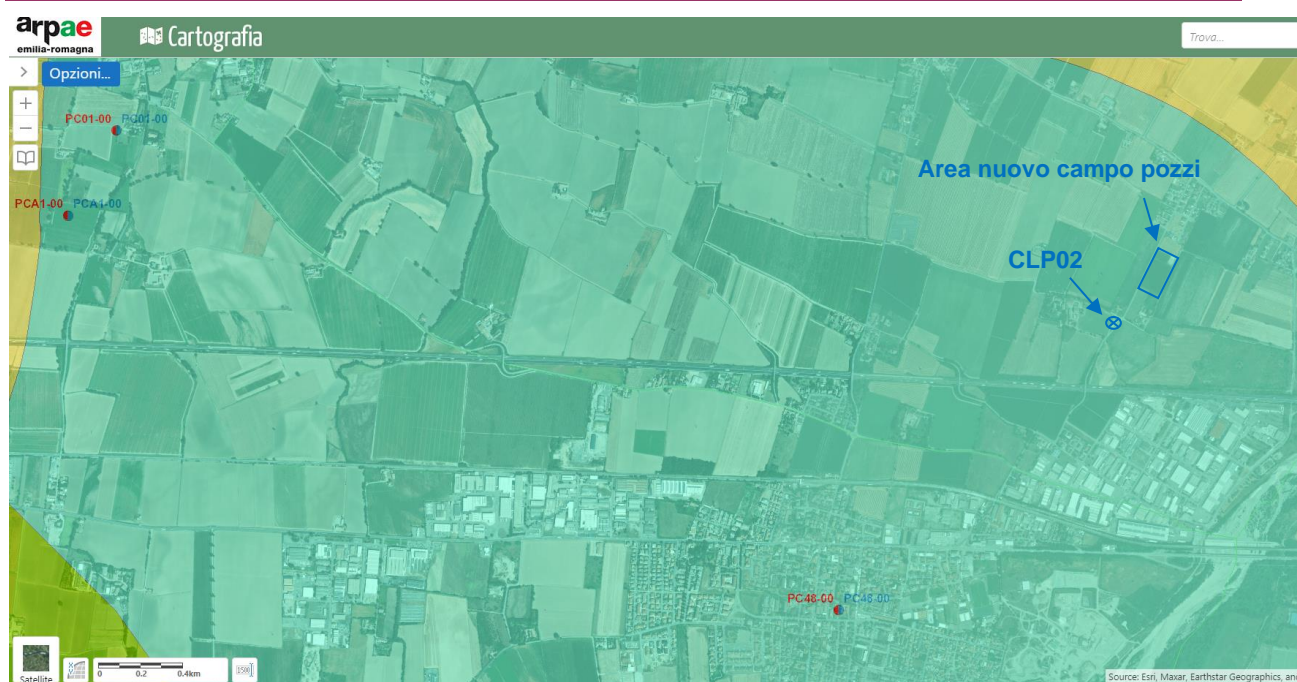 arpae
emilia-romagna
Cartografia
Trova...
Opzioni...
PC01-00 PC01-00
Area nuovo campo pozzi
PCA1-00 PCA1-00
CLP02
PC48-00 PC48-00
Satellite
0 0.2 0.4km
Source: Esri, Maxar, Earthstar Geographics, and